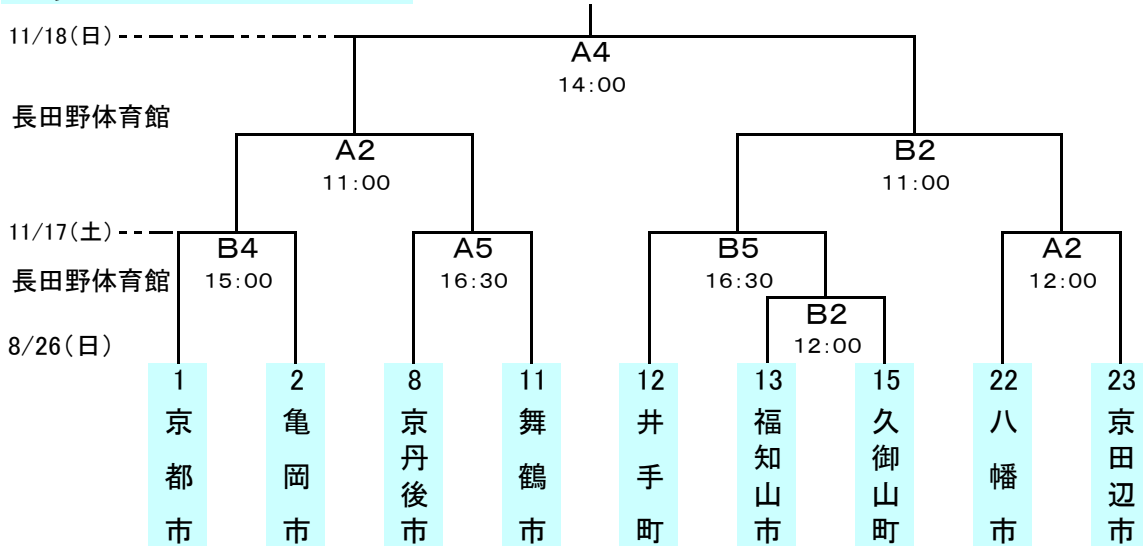 11/18(日)
A4
14:00
長田野体育館
A2
11:00
B2
11:00
11/17(土)
B4
15:00
A5
16:30
B5
16:30
A2
12:00
長田野体育館
B2
12:00
8/26(日)
1
京都市
2
亀岡市
8
京丹後市
11
舞鶴市
12
井手町
13
福知山市
15
久御山町
22
八幡市
23
京田辺市